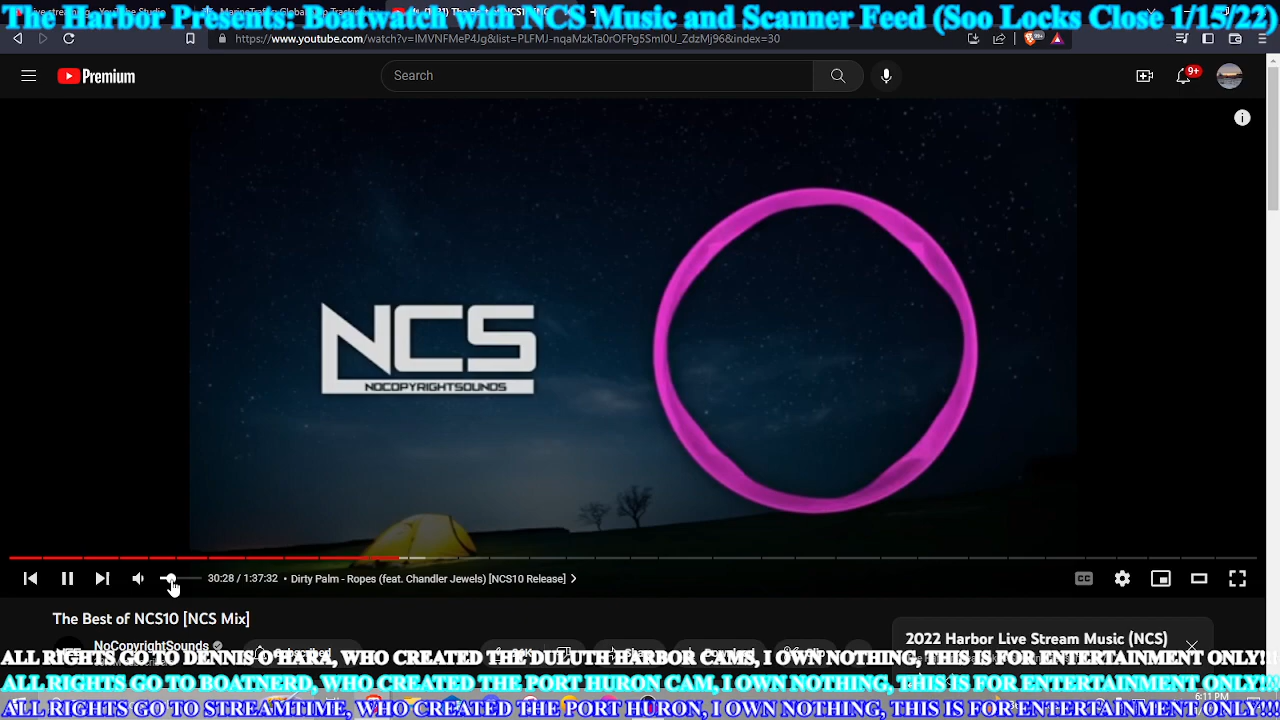 The Harbor Presents: Boatwatch with NCS Music and Scanner Feed (Soo Locks Close 1/15/22)
https://www.youtube.com/watch?v=IMVNFMeP4Jg&list=PLFMJ-nqaMzkTa0rOFPg5SmI0U_ZdzMj96&index=30
99+
Premium
Search
9+
NCS
NOCOPYRIGHTSOUNDS
30:28 / 1:37:32 • Dirty Palm - Ropes (feat. Chandler Jewels) [NCS10 Release]
CC
The Best of NCS10 [NCS Mix]
2022 Harbor Live Stream Music (NCS)
NoCopyrightSounds
ALL RIGHTS GO TO DENNIS O'HARA, WHO CREATED THE DULUTH HARBOR CAMS, I OWN NOTHING, THIS IS FOR ENTERTAINMENT ONLY!!
ALL RIGHTS GO TO BOATNERD, WHO CREATED THE PORT HURON CAM, I OWN NOTHING, THIS IS FOR ENTERTAINMENT ONLY!!
6:11 PM
ALL RIGHTS GO TO STREAMTIME, WHO CREATED THE PORT HURON, I OWN NOTHING, THIS IS FOR ENTERTAINMENT ONLY!!!